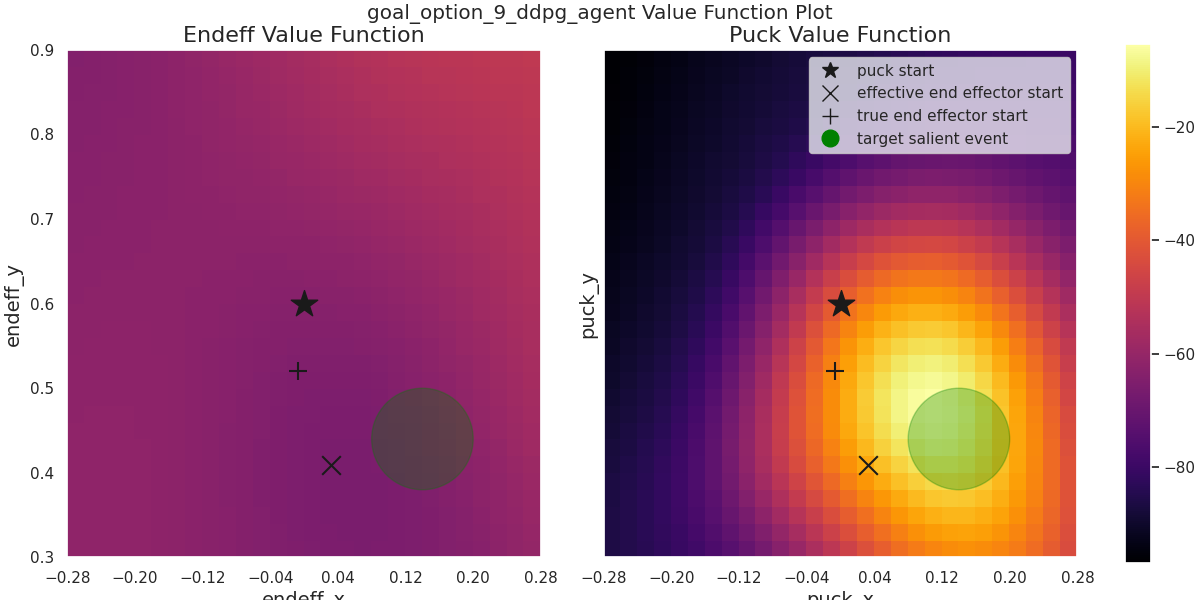 goal_option_9_ddpg_agent Value Function Plot
Endeff Value Function
Puck Value Function
puck start
effective end effector start
true end effector start
target salient event
0.9
0.8
0.7
0.6
0.5
0.4
0.3
endeff_y
−0.28 −0.20 −0.12 −0.04 0.04 0.12 0.20 0.28
endeff_x
puck_y
−0.28 −0.20 −0.12 −0.04 0.04 0.12 0.20 0.28
puck_x
−20
−40
−60
−80